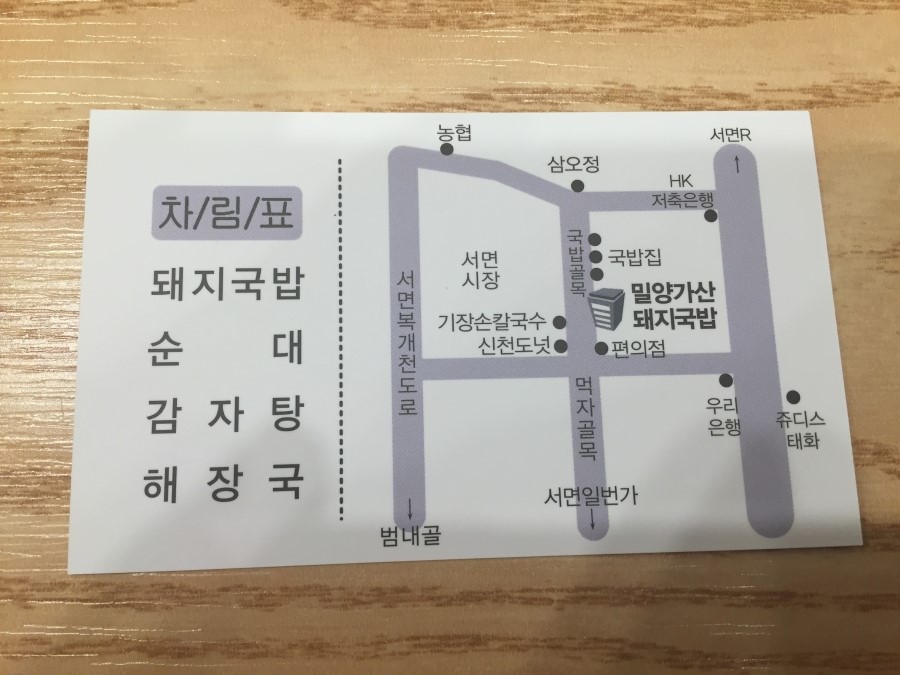 차/림/표
돼지국밥
순 대
감 자 탕
해 장 국
농협
서면R
삼오정
HK
저축은행
국밥골목
국밥집
서면
시장
서면복개천도로
밀양가산
돼지국밥
기장손칼국수
신천도넛
편의점
먹자골목
우리
은행
쥬디스
태화
서면일번가
범내골